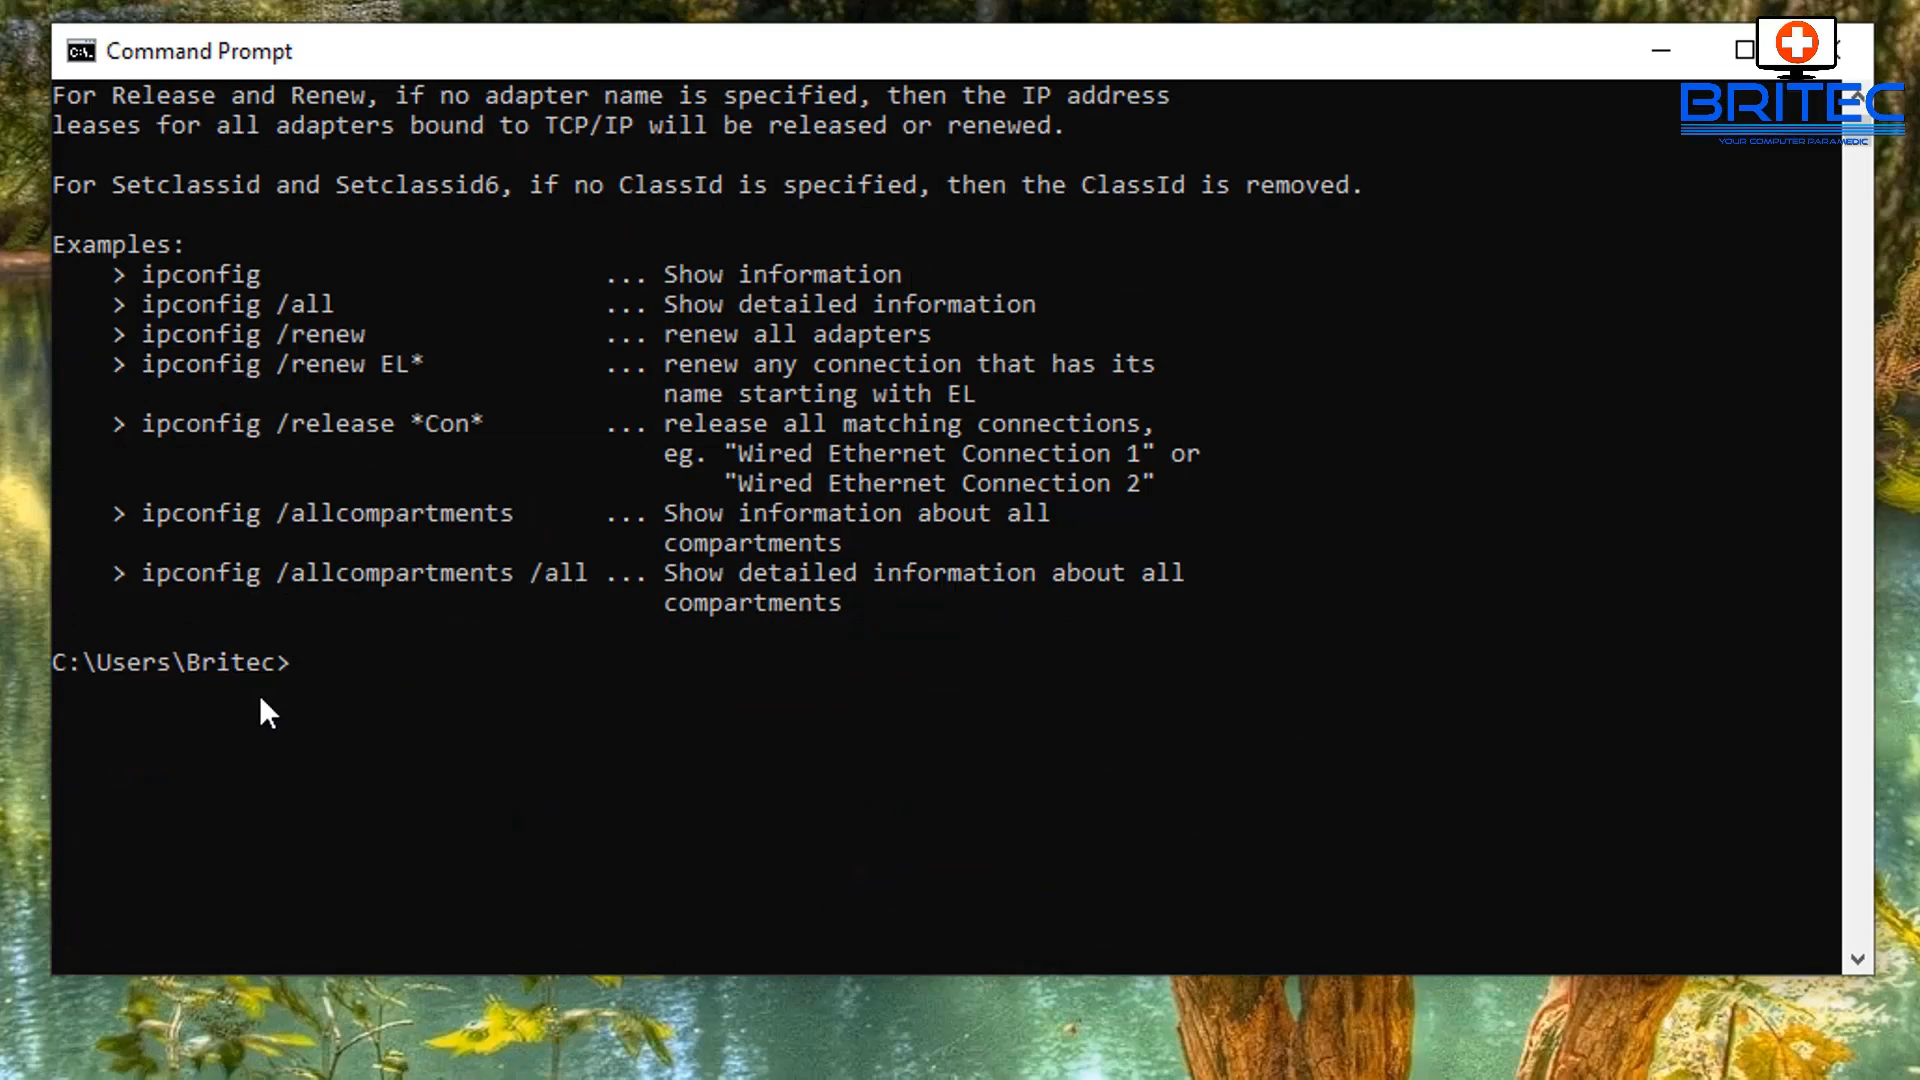 Command Prompt
BRITEC
YOUR COMPUTER PARAMEDIC
For Release and Renew, if no adapter name is specified, then the IP address
leases for all adapters bound to TCP/IP will be released or renewed.
For Setclassid and Setclassid6, if no ClassId is specified, then the ClassId is removed.
Examples:
> ipconfig ... Show information
> ipconfig /all ... Show detailed information
> ipconfig /renew ... renew all adapters
> ipconfig /renew EL* ... renew any connection that has its
name starting with EL
> ipconfig /release *Con* ... release all matching connections,
eg. "Wired Ethernet Connection 1" or
"Wired Ethernet Connection 2"
> ipconfig /allcompartments ... Show information about all
compartments
> ipconfig /allcompartments /all ... Show detailed information about all
compartments
C:\Users\Britec>